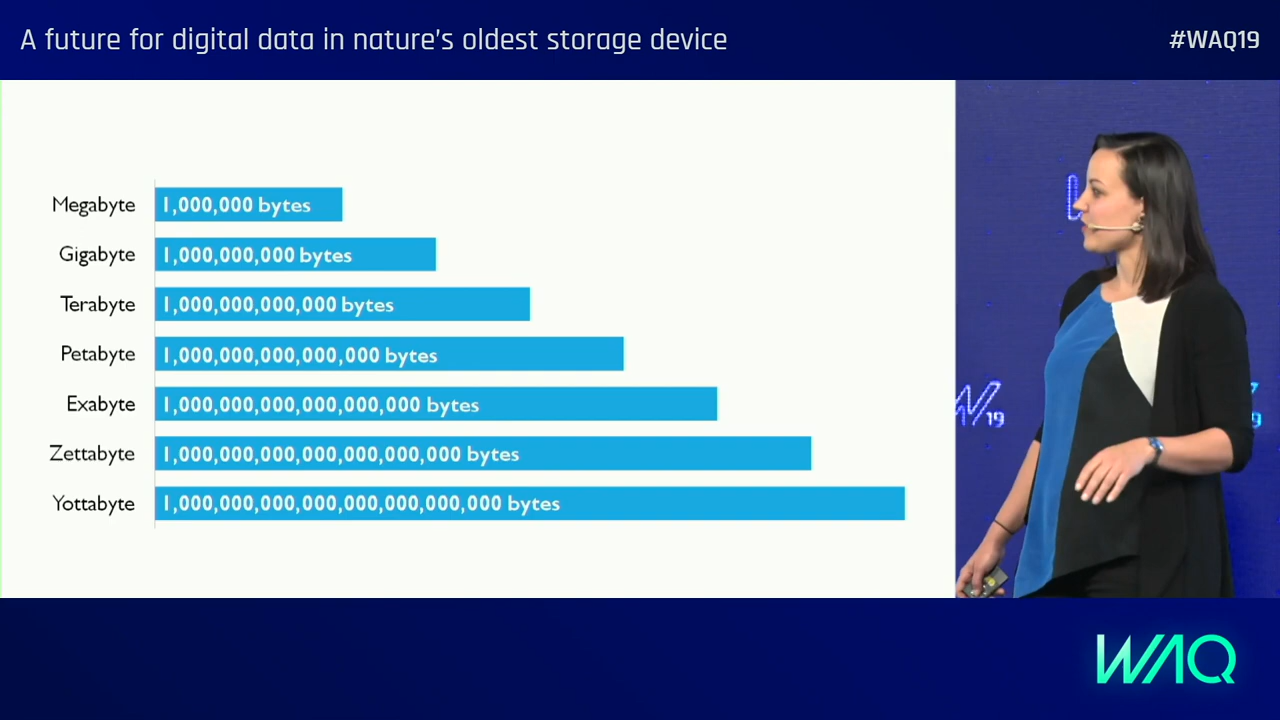 A future for digital data in nature's oldest storage device
#WAQ19
Megabyte 1,000,000 bytes
Gigabyte 1,000,000,000 bytes
Terabyte 1,000,000,000,000 bytes
Petabyte 1,000,000,000,000,000 bytes
Exabyte 1,000,000,000,000,000,000 bytes
Zettabyte 1,000,000,000,000,000,000,000 bytes
Yottabyte 1,000,000,000,000,000,000,000,000 bytes
19
WAQ